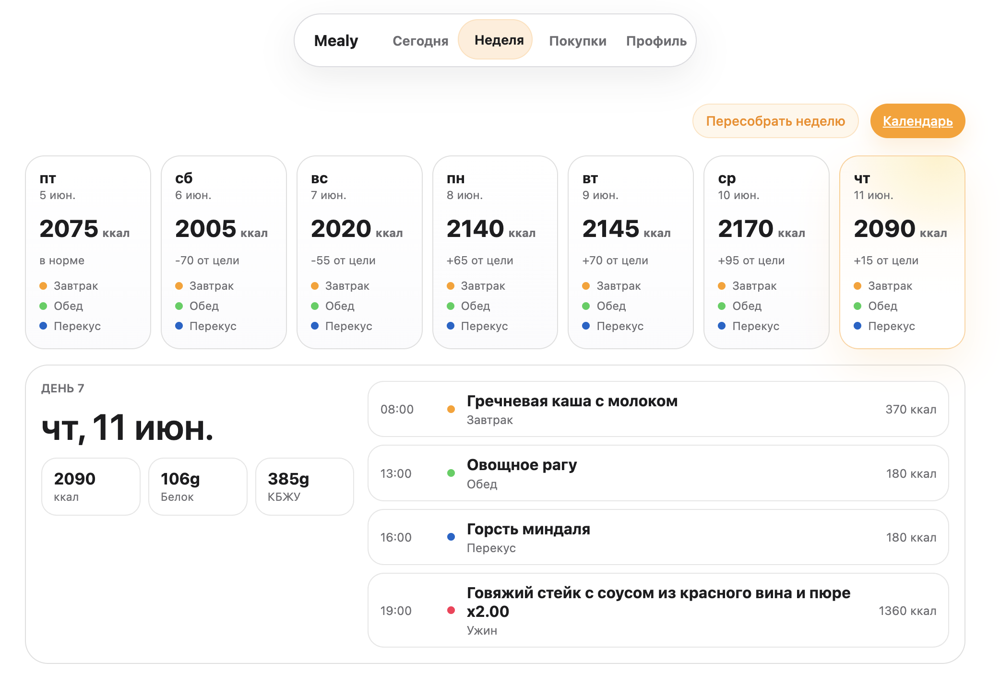 Mealy
Сегодня
Неделя
Покупки
Профиль
Пересобрать неделю
Календарь
пт
5 июн.
2075 ккал
в норме
Завтрак
Обед
Перекус
сб
6 июн.
2005 ккал
-70 от цели
Завтрак
Обед
Перекус
вс
7 июн.
2020 ккал
-55 от цели
Завтрак
Обед
Перекус
пн
8 июн.
2140 ккал
+65 от цели
Завтрак
Обед
Перекус
вт
9 июн.
2145 ккал
+70 от цели
Завтрак
Обед
Перекус
ср
10 июн.
2170 ккал
+95 от цели
Завтрак
Обед
Перекус
чт
11 июн.
2090 ккал
+15 от цели
Завтрак
Обед
Перекус
ДЕНЬ 7
чт, 11 июн.
2090
ккал
106g
Белок
385g
КБЖУ
08:00
Гречневая каша с молоком
Завтрак
370 ккал
13:00
Овощное рагу
Обед
180 ккал
16:00
Горсть миндаля
Перекус
180 ккал
19:00
Говяжий стейк с соусом из красного вина и пюре
x2.00
Ужин
1360 ккал